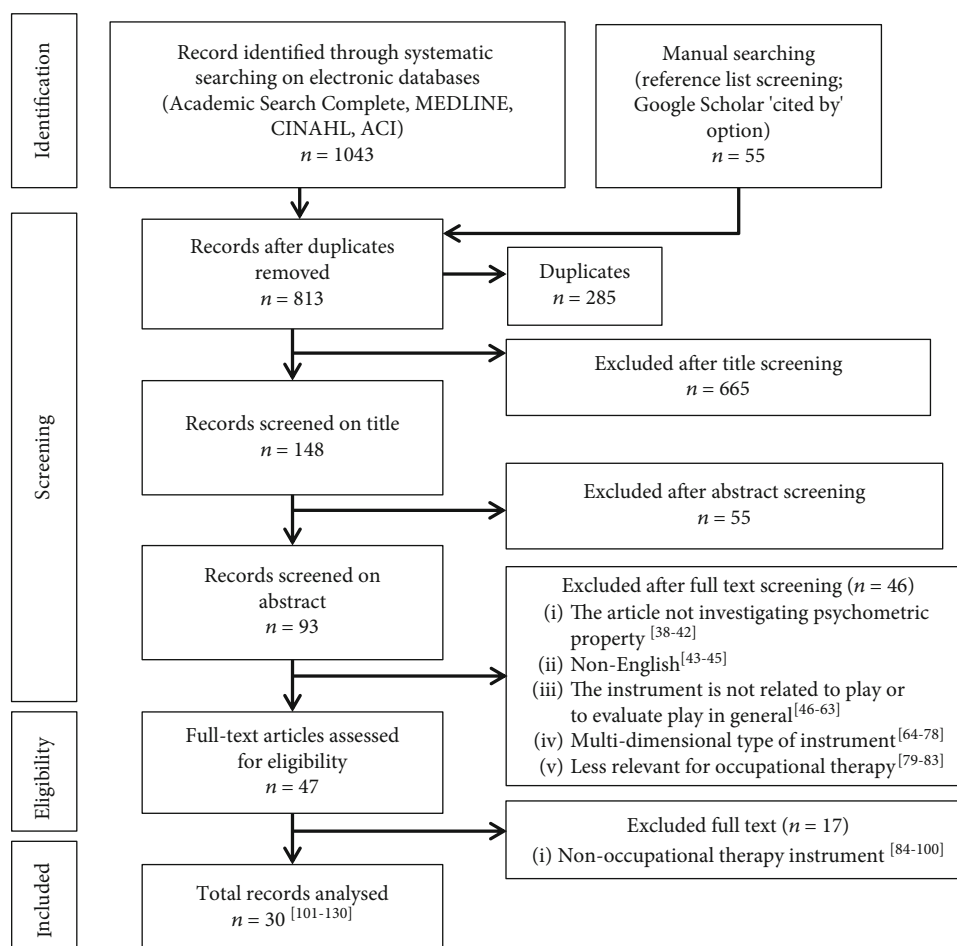 Identification
Record identified through systematic
searching on electronic databases
(Academic Search Complete, MEDLINE,
CINAHL, ACI)
n = 1043
Manual searching
(reference list screening;
Google Scholar 'cited by'
option)
n = 55
Screening
Records after duplicates
removed
n = 813
Duplicates
n = 285
Excluded after title screening
n = 665
Records screened on title
n = 148
Excluded after abstract screening
n = 55
Records screened on
abstract
n = 93
Excluded after full text screening (n = 46)
(i) The article not investigating psychometric
property [38-42]
(ii) Non-English[43-45]
(iii) The instrument is not related to play or
to evaluate play in general[46-63]
(iv) Multi-dimensional type of instrument[64-78]
(v) Less relevant for occupational therapy[79-83]
Eligibility
Full-text articles assessed
for eligibility
n = 47
Excluded full text (n = 17)
(i) Non-occupational therapy instrument [84-100]
Included
Total records analysed
n = 30 [101-130]